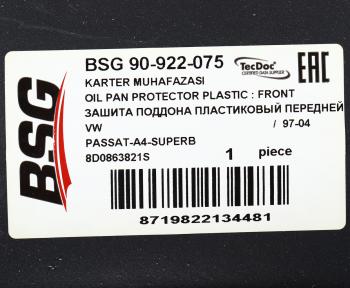 BSG
BSG 90-922-075
TecDoc
CERTIFIED DATA SUPPLIER
EAC
KARTER MUHAFAZASI
OIL PAN PROTECTOR PLASTIC : FRONT
ЗАШИТА ПОДДОНА ПЛАСТИКОВЫЙ ПЕРЕДНЕЙ
VW / 97-04
PASSAT-A4-SUPERB
8D0863821S
1 piece
8719822134481